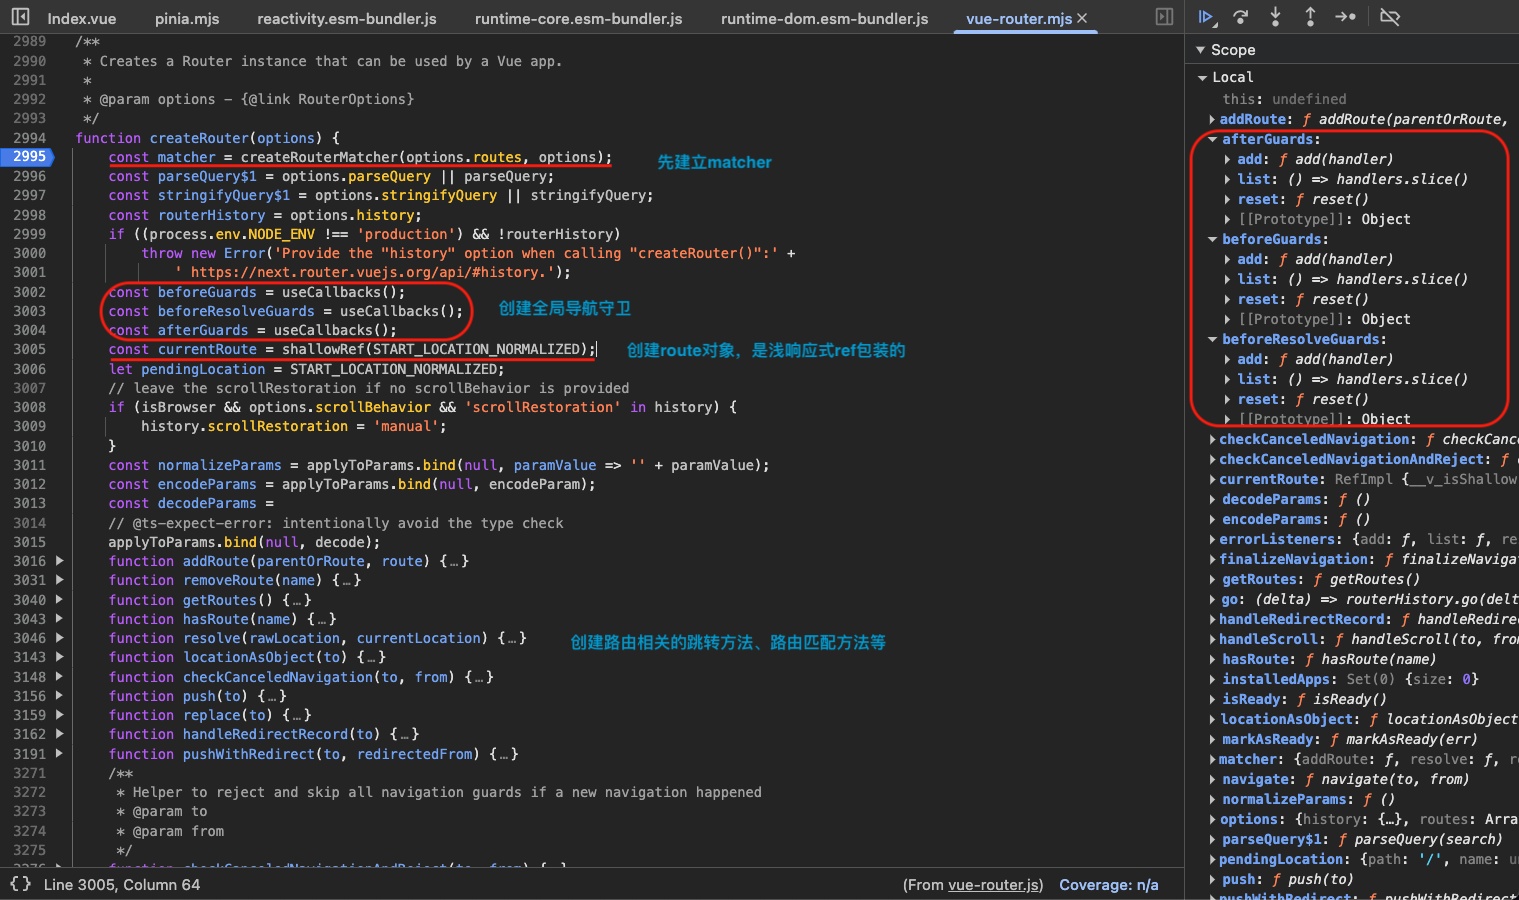 Index.vue pinia.mjs reactivity.esm-bundler.js runtime-core.esm-bundler.js runtime-dom.esm-bundler.js vue-router.mjs
2989 /**
2990 * Creates a Router instance that can be used by a Vue app.
2991 *
2992 * @param options – {@link RouterOptions}
2993 */
2994 function createRouter(options) {
2995 const matcher = createRouterMatcher(options.routes, options); 先建立matcher
2996 const parseQuery$1 = options.parseQuery || parseQuery;
2997 const stringifyQuery$1 = options.stringifyQuery || stringifyQuery;
2998 const routerHistory = options.history;
2999 if ((process.env.NODE_ENV !== 'production') && !routerHistory)
3000 throw new Error('Provide the "history" option when calling "createRouter()":' +
3001 ' https://next.router.vuejs.org/api/#history.');
3002 const beforeGuards = useCallbacks();
3003 const beforeResolveGuards = useCallbacks(); 创建全局导航守卫
3004 const afterGuards = useCallbacks();
3005 const currentRoute = shallowRef(START_LOCATION_NORMALIZED); 创建route对象，是浅响应式ref包装的
3006 let pendingLocation = START_LOCATION_NORMALIZED;
3007 // leave the scrollRestoration if no scrollBehavior is provided
3008 if (isBrowser && options.scrollBehavior && 'scrollRestoration' in history) {
3009 history.scrollRestoration = 'manual';
3010 }
3011 const normalizeParams = applyToParams.bind(null, paramValue => '' + paramValue);
3012 const encodeParams = applyToParams.bind(null, encodeParam);
3013 const decodeParams =
3014 // @ts-expect-error: intentionally avoid the type check
3015 applyToParams.bind(null, decode);
3016 function addRoute(parentOrRoute, route) {…}
3031 function removeRoute(name) {…}
3040 function getRoutes() {…}
3043 function hasRoute(name) {…}
3046 function resolve(rawLocation, currentLocation) {…} 创建路由相关的跳转方法、路由匹配方法等
3143 function locationAsObject(to) {…}
3148 function checkCanceledNavigation(to, from) {…}
3156 function push(to) {…}
3159 function replace(to) {…}
3162 function handleRedirectRecord(to) {…}
3191 function pushWithRedirect(to, redirectedFrom) {…}
3271 /**
3272 * Helper to reject and skip all navigation guards if a new navigation happened
3273 * @param to
3274 * @param from
3275 */
3276 function checkCanceledNavigationAndReject(to, from) {…}
{} Line 3005, Column 64 (From vue-router.js) Coverage: n/a
Scope
Local
this: undefined
addRoute: ƒ addRoute(parentOrRoute,
afterGuards:
add: ƒ add(handler)
list: () => handlers.slice()
reset: ƒ reset()
[[Prototype]]: Object
beforeGuards:
add: ƒ add(handler)
list: () => handlers.slice()
reset: ƒ reset()
[[Prototype]]: Object
beforeResolveGuards:
add: ƒ add(handler)
list: () => handlers.slice()
reset: ƒ reset()
[[Prototype]]: Object
checkCanceledNavigation: ƒ checkCance
checkCanceledNavigationAndReject: ƒ
currentRoute: RefImpl {__v_isShallow
decodeParams: ƒ ()
encodeParams: ƒ ()
errorListeners: {add: ƒ, list: ƒ, re
finalizeNavigation: ƒ finalizeNaviga
getRoutes: ƒ getRoutes()
go: (delta) => routerHistory.go(delt
handleRedirectRecord: ƒ handleRedire
handleScroll: ƒ handleScroll(to, fro
hasRoute: ƒ hasRoute(name)
installedApps: Set(0) {size: 0}
isReady: ƒ isReady()
locationAsObject: ƒ locationAsObject
markAsReady: ƒ markAsReady(err)
matcher: {addRoute: ƒ, resolve: ƒ, re
navigate: ƒ navigate(to, from)
normalizeParams: ƒ ()
options: {history: {…}, routes: Arra
parseQuery$1: ƒ parseQuery(search)
pendingLocation: {path: '/', name: un
push: ƒ push(to)
pushWithRedirect: ƒ pushWithRedirect